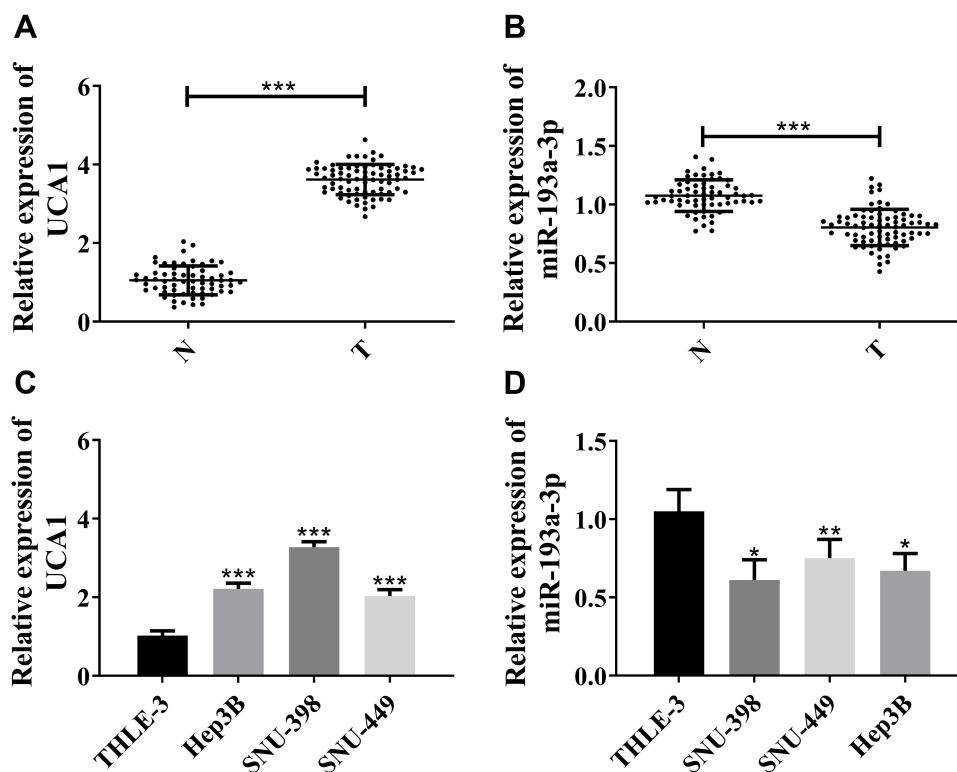 A
Relative expression of
UCA1
6
4
2
0
***
N
T
B
Relative expression of
miR-193a-3p
2.0
1.5
1.0
0.5
0.0
***
N
T
C
Relative expression of
UCA1
6
4
2
0
***
***
***
THLE-3
Hep3B
SNU-398
SNU-449
D
Relative expression of
miR-193a-3p
1.5
1.0
0.5
0.0
*
**
*
THLE-3
SNU-398
SNU-449
Hep3B